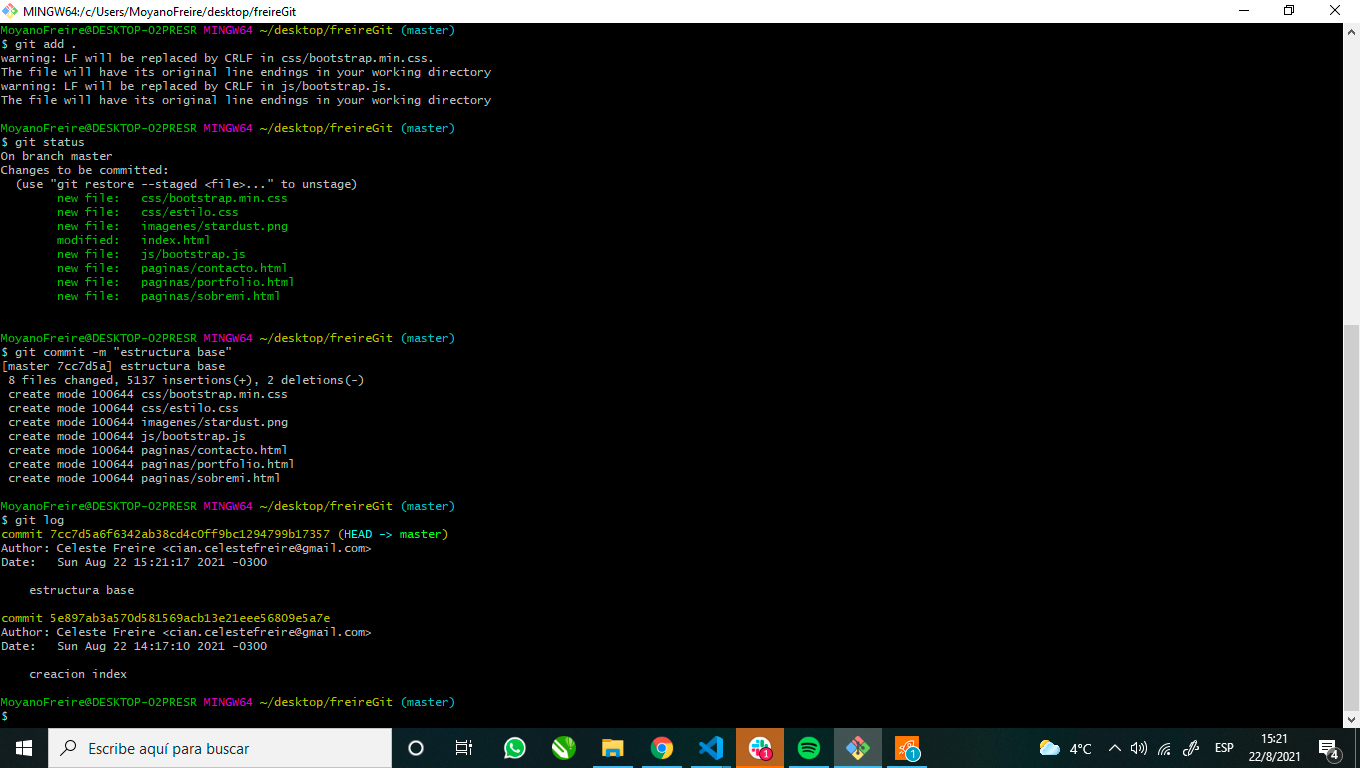 MINGW64:/c/Users/MoyanoFreire/desktop/freireGit
MoyanoFreire@DESKTOP-O2PRESR MINGW64 ~/desktop/freireGit (master)
$ git add .
warning: LF will be replaced by CRLF in css/bootstrap.min.css.
The file will have its original line endings in your working directory
warning: LF will be replaced by CRLF in js/bootstrap.js.
The file will have its original line endings in your working directory
MoyanoFreire@DESKTOP-O2PRESR MINGW64 ~/desktop/freireGit (master)
$ git status
On branch master
Changes to be committed:
  (use "git restore --staged <file>..." to unstage)
        new file:   css/bootstrap.min.css
        new file:   css/estilo.css
        new file:   imagenes/stardust.png
        modified:   index.html
        new file:   js/bootstrap.js
        new file:   paginas/contacto.html
        new file:   paginas/portfolio.html
        new file:   paginas/sobremi.html
MoyanoFreire@DESKTOP-O2PRESR MINGW64 ~/desktop/freireGit (master)
$ git commit -m "estructura base"
[master 7cc7d5a] estructura base
 8 files changed, 5137 insertions(+), 2 deletions(-)
 create mode 100644 css/bootstrap.min.css
 create mode 100644 css/estilo.css
 create mode 100644 imagenes/stardust.png
 create mode 100644 js/bootstrap.js
 create mode 100644 paginas/contacto.html
 create mode 100644 paginas/portfolio.html
 create mode 100644 paginas/sobremi.html
MoyanoFreire@DESKTOP-O2PRESR MINGW64 ~/desktop/freireGit (master)
$ git log
commit 7cc7d5a6f6342ab38cd4c0ff9bc1294799b17357 (HEAD -> master)
Author: Celeste Freire <cian.celestefreire@gmail.com>
Date:   Sun Aug 22 15:21:17 2021 -0300
    estructura base
commit 5e897ab3a570d581569acb13e21eee56809e5a7e
Author: Celeste Freire <cian.celestefreire@gmail.com>
Date:   Sun Aug 22 14:17:10 2021 -0300
    creacion index
MoyanoFreire@DESKTOP-O2PRESR MINGW64 ~/desktop/freireGit (master)
$
Escribe aquí para buscar
1
1
4°C
ESP
15:21
22/8/2021
4